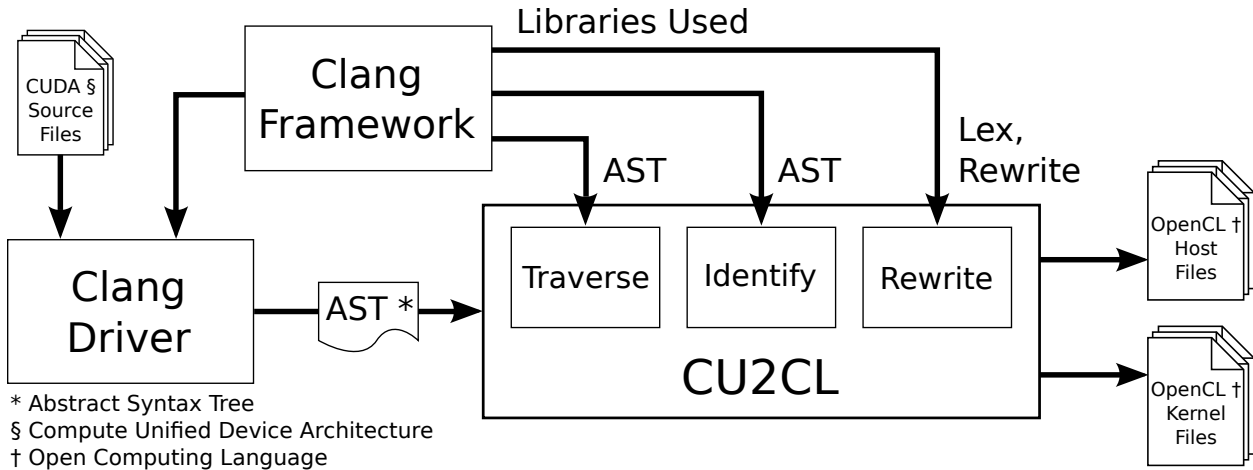 Libraries Used
CUDA §
Source
Files
Clang
Framework
Lex,
Rewrite
AST
AST
OpenCL †
Host
Files
Clang
Driver
AST *
Traverse
Identify
Rewrite
CU2CL
OpenCL †
Kernel
Files
* Abstract Syntax Tree
§ Compute Unified Device Architecture
† Open Computing Language